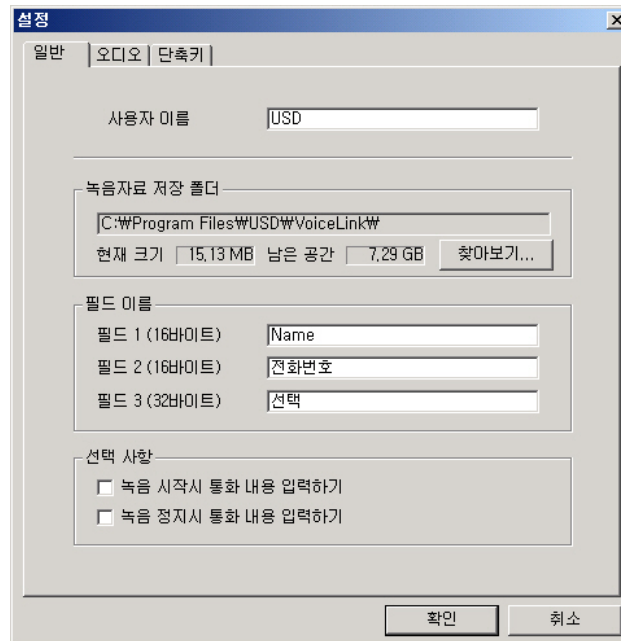 설정
일반 오디오 단축키
사용자 이름 USD
녹음자료 저장 폴더
C:₩Program Files₩USD₩VoiceLink₩
현재 크기 15,13 MB 남은 공간 7,29 GB 찾아보기...
필드 이름
필드 1 (16바이트) Name
필드 2 (16바이트) 전화번호
필드 3 (32바이트) 선택
선택 사항
녹음 시작시 통화 내용 입력하기
녹음 정지시 통화 내용 입력하기
확인 취소